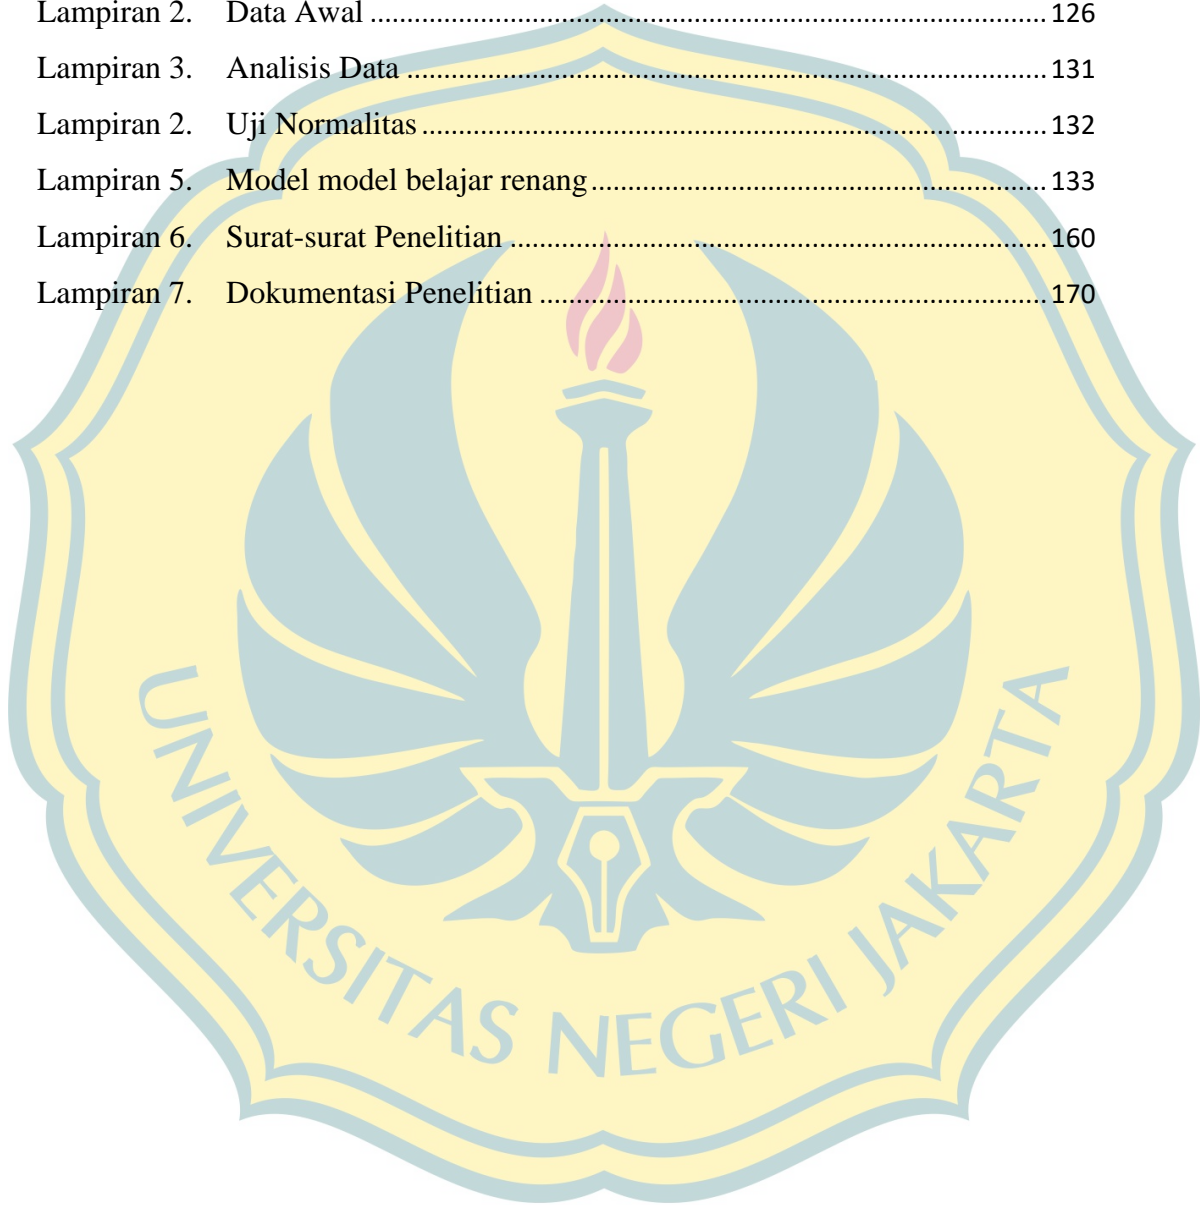 Lampiran 2. Data Awal ........................................................................................ 126
Lampiran 3. Analisis Data ................................................................................... 131
Lampiran 2. Uji Normalitas ................................................................................. 132
Lampiran 5. Model model belajar renang ............................................................. 133
Lampiran 6. Surat-surat Penelitian ....................................................................... 160
Lampiran 7. Dokumentasi Penelitian ................................................................... 170
UNIVERSITAS NEGERI JAKARTA